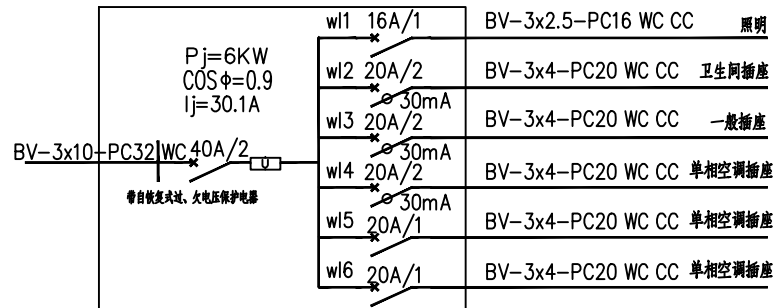 wl1 16A/1 BV-3x2.5-PC16 WC CC 照明
Pj=6KW
COSΦ=0.9
Ij=30.1A
wl2 20A/2 BV-3x4-PC20 WC CC 卫生间插座
30mA
wl3 20A/2 BV-3x4-PC20 WC CC 一般插座
30mA
BV-3x10-PC32 WC 40A/2
wl4 20A/2 BV-3x4-PC20 WC CC 单相空调插座
30mA
带自恢复式过、欠电压保护电器
wl5 20A/1 BV-3x4-PC20 WC CC 单相空调插座
wl6 20A/1 BV-3x4-PC20 WC CC 单相空调插座